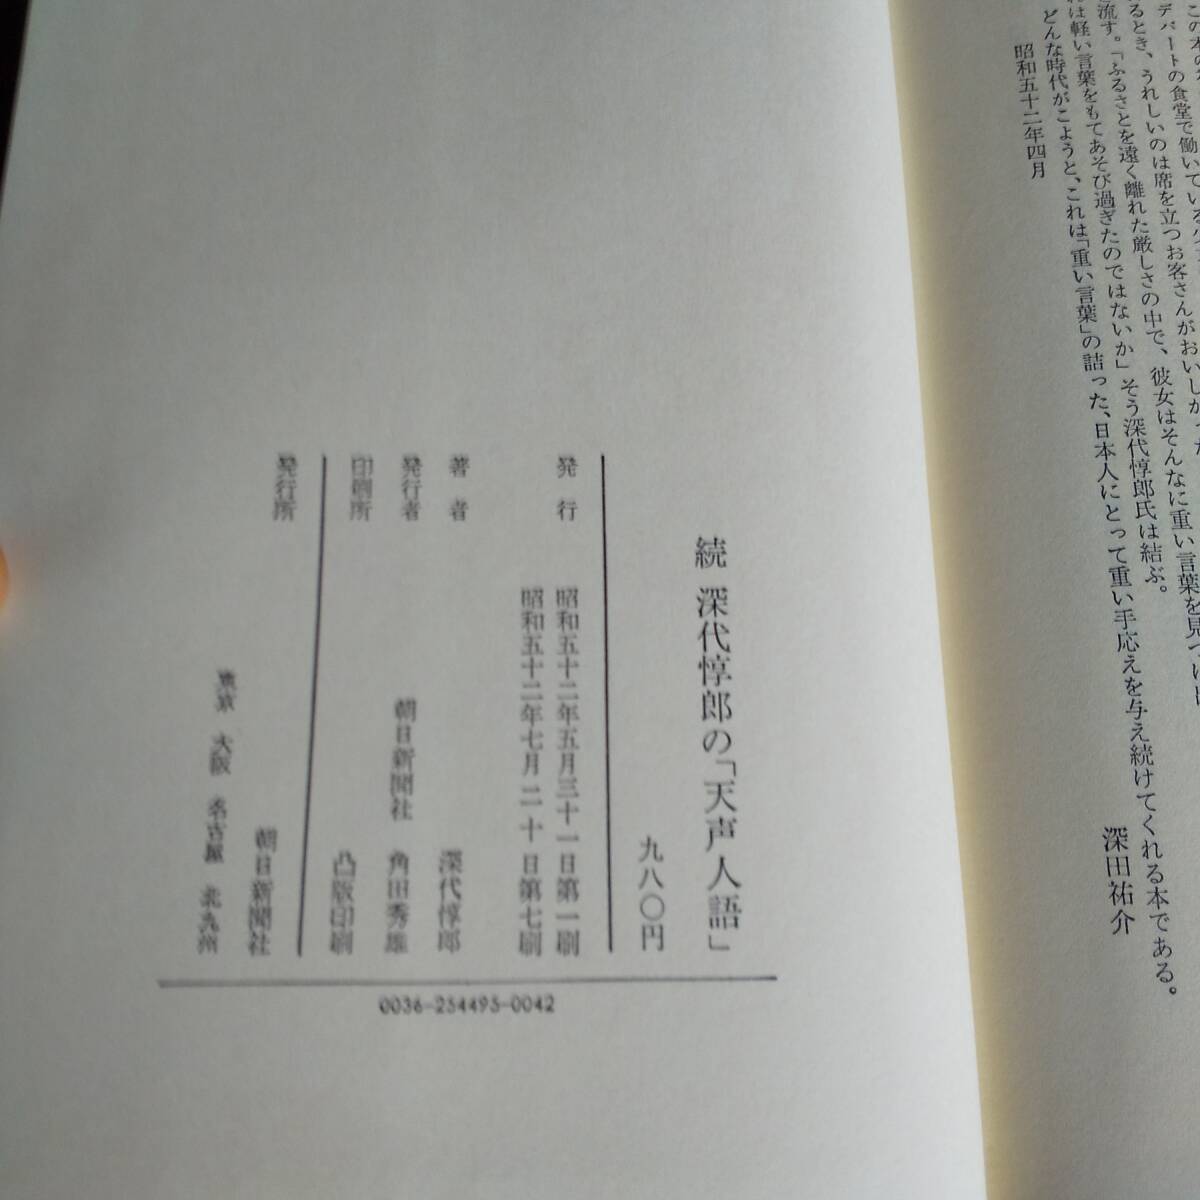 デパートの食堂で働いている
るとき、うれしいのは席を立つお客さんがおいしか
流す。「ふるさとを遠く離れた厳しさの中で、彼女はそんなに重い言葉を見つけ
は軽い言葉をもてあそび過ぎたのではないか」そう深代惇郎氏は結ぶ。
どんな時代がこようと、これは「重い言葉」の詰った、日本人にとって重い手応えを与え続けてくれる本である。
昭和五十二年四月
深田祐介
続 深代惇郎の「天声人語」
九八〇円
発行 昭和五十二年五月三十一日第一刷
昭和五十二年七月二十日第七刷
著者 深代惇郎
発行者 朝日新聞社 角田秀雄
印刷所 凸版印刷
発行所 朝日新聞社
東京 大阪 名古屋 北九州
0036-254495-0042